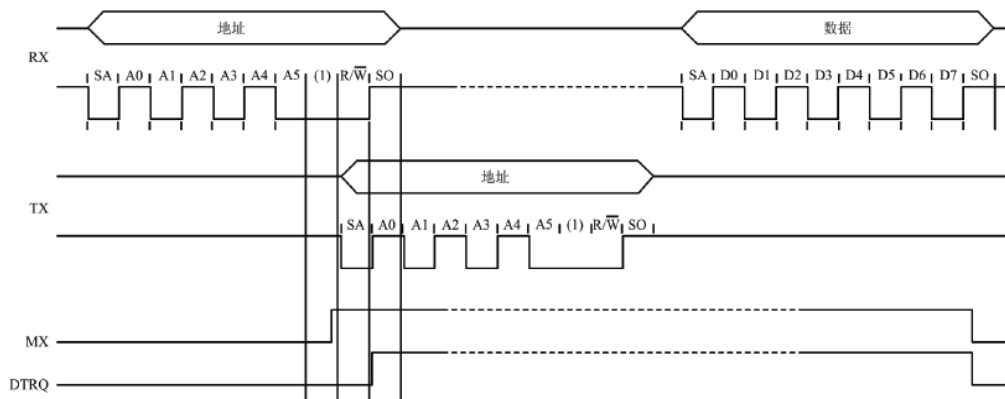 地址
数据
RX
SA A0 A1 A2 A3 A4 A5 (1) R/W̅ SO
SA D0 D1 D2 D3 D4 D5 D6 D7 SO
地址
TX
SA A0 A1 A2 A3 A4 A5 (1) R/W̅ SO
MX
DTRQ